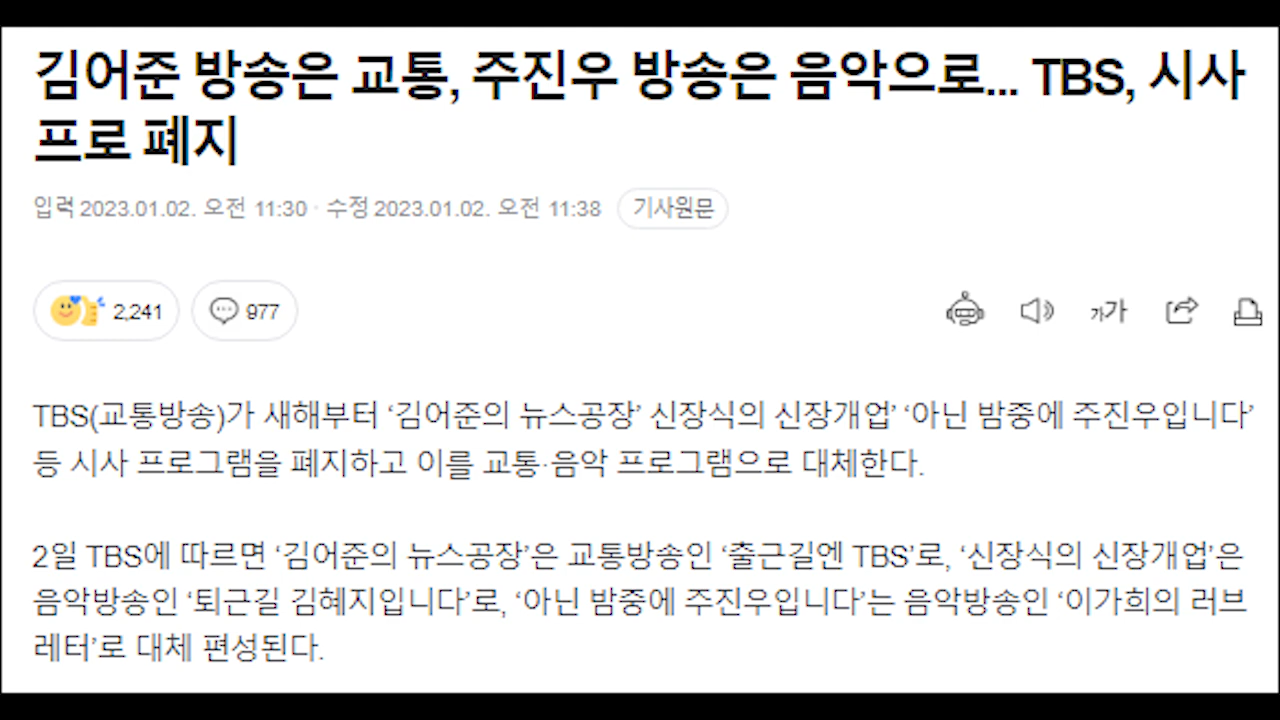 김어준 방송은 교통, 주진우 방송은 음악으로... TBS, 시사
프로 폐지
입력 2023.01.02. 오전 11:30 · 수정 2023.01.02. 오전 11:38 기사원문
2,241 977 가가
TBS(교통방송)가 새해부터 ‘김어준의 뉴스공장’ 신장식의 신장개업’ ‘아닌 밤중에 주진우입니다’
등 시사 프로그램을 폐지하고 이를 교통·음악 프로그램으로 대체한다.
2일 TBS에 따르면 ‘김어준의 뉴스공장’은 교통방송인 ‘출근길엔 TBS’로, ‘신장식의 신장개업’은
음악방송인 ‘퇴근길 김혜지입니다’로, ‘아닌 밤중에 주진우입니다’는 음악방송인 ‘이가희의 러브
레터’로 대체 편성된다.